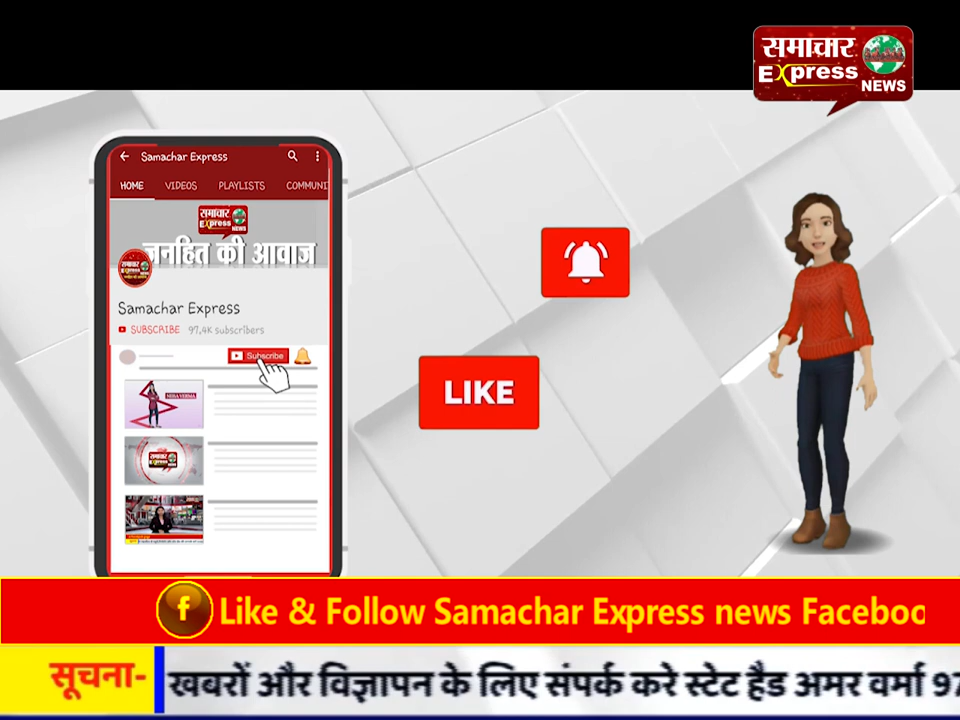 समाचार
Express
NEWS
Samachar Express
HOME VIDEOS PLAYLISTS COMMUNI
समाचार
Express
NEWS
जनहित की आवाज
Samachar Express
SUBSCRIBE 97,4K subscribers
Subscribe
LIKE
f Like & Follow Samachar Express news Faceboo
सूचना- खबरों और विज्ञापन के लिए संपर्क करे स्टेट हैड अमर वर्मा 97